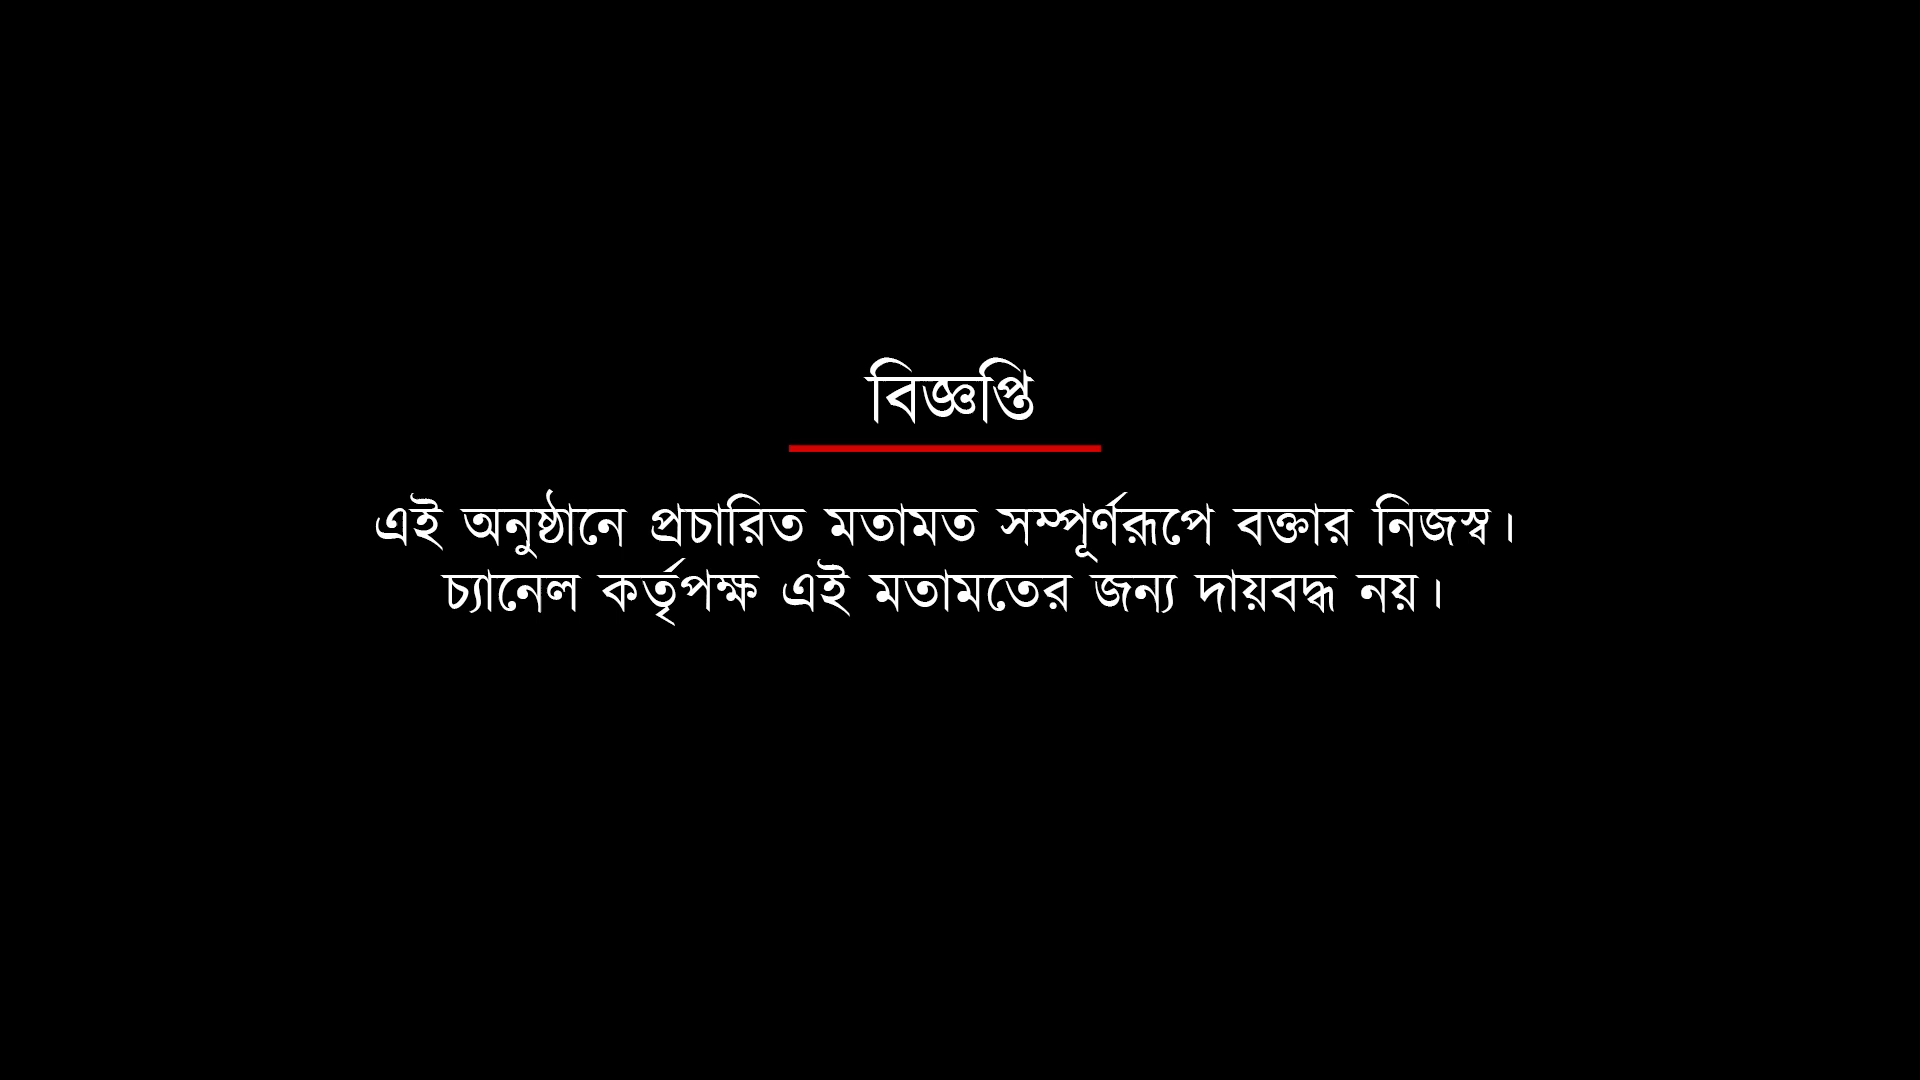 বিজ্ঞপ্তি
এই অনুষ্ঠানে প্রচারিত মতামত সম্পূর্ণরূপে বক্তার নিজস্ব।
চ্যানেল কর্তৃপক্ষ এই মতামতের জন্য দায়বদ্ধ নয়।